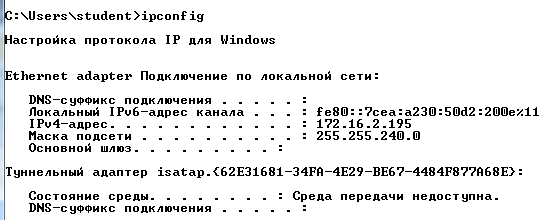 C:\Users\student>ipconfig
Настройка протокола IP для Windows
Ethernet adapter Подключение по локальной сети:
DNS-суффикс подключения . . . . . :
Локальный IPv6-адрес канала . . . : fe80::7cea:a230:50d2:200e%11
IPv4-адрес. . . . . . . . . . . . : 172.16.2.195
Маска подсети . . . . . . . . . . : 255.255.240.0
Основной шлюз. . . . . . . . . :
Туннельный адаптер isatap.{62E31681-34FA-4E29-BE67-4484F877A68E}:
Состояние среды. . . . . . . . : Среда передачи недоступна.
DNS-суффикс подключения . . . . . :